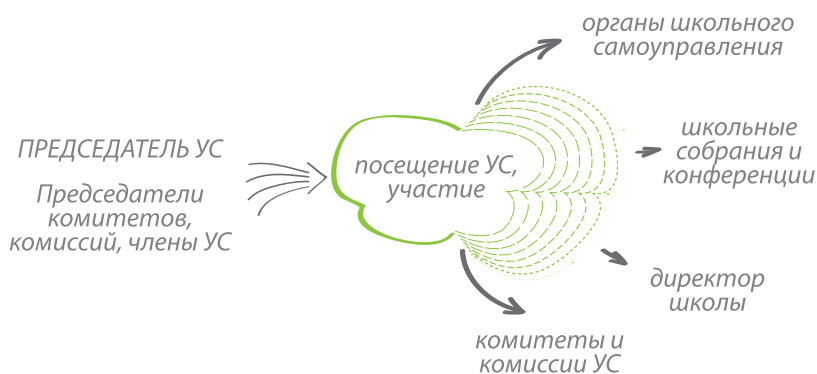 органы школьного
самоуправления
ПРЕДСЕДАТЕЛЬ УС
Председатели
комитетов,
комиссий, члены УС
посещение УС,
участие
школьные
собрания и
конференции
директор
школы
комитеты и
комиссии УС